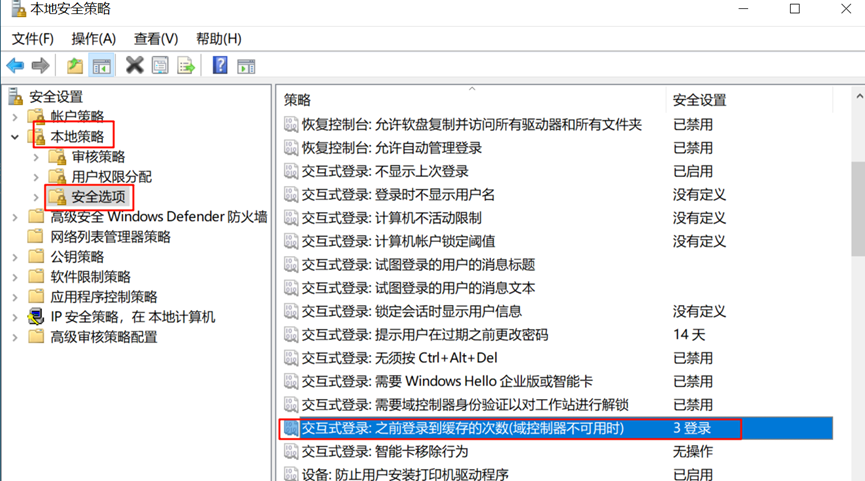 本地安全策略
文件(F) 操作(A) 查看(V) 帮助(H)
安全设置
帐户策略
本地策略
审核策略
用户权限分配
安全选项
高级安全 Windows Defender 防火墙
网络列表管理器策略
公钥策略
软件限制策略
应用程序控制策略
IP 安全策略，在 本地计算机
高级审核策略配置
策略 安全设置
恢复控制台: 允许软盘复制并访问所有驱动器和所有文件夹 已禁用
恢复控制台: 允许自动管理登录 已禁用
交互式登录: 不显示上次登录 已启用
交互式登录: 登录时不显示用户名 没有定义
交互式登录: 计算机不活动限制 没有定义
交互式登录: 计算机帐户锁定阈值 没有定义
交互式登录: 试图登录的用户的消息标题
交互式登录: 试图登录的用户的消息文本
交互式登录: 锁定会话时显示用户信息 没有定义
交互式登录: 提示用户在过期之前更改密码 14 天
交互式登录: 无须按 Ctrl+Alt+Del 已禁用
交互式登录: 需要 Windows Hello 企业版或智能卡 已禁用
交互式登录: 需要域控制器身份验证以对工作站进行解锁 已禁用
交互式登录: 之前登录到缓存的次数(域控制器不可用时) 3 登录
交互式登录: 智能卡移除行为 无操作
设备: 防止用户安装打印机驱动程序 已启用